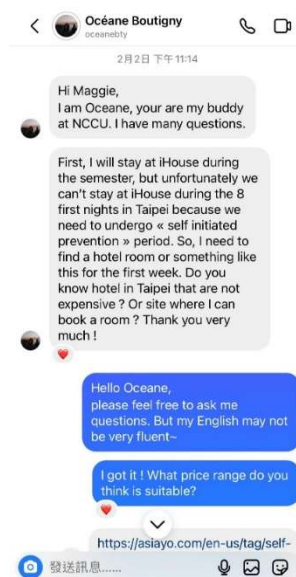 Océane Boutigny
oceanebty
2月2日 下午 11:14
Hi Maggie,
I am Oceane, your are my buddy
at NCCU. I have many questions.
First, I will stay at iHouse during
the semester, but unfortunately we
can't stay at iHouse during the 8
first nights in Taipei because we
need to undergo « self initiated
prevention » period. So, I need to
find a hotel room or something like
this for the first week. Do you
know hotel in Taipei that are not
expensive ? Or site where I can
book a room ? Thank you very
much !
Hello Oceane,
please feel free to ask me
questions. But my English may not
be very fluent~
I got it ! What price range do you
think is suitable?
https://asiayo.com/en-us/tag/self-
發送訊息......